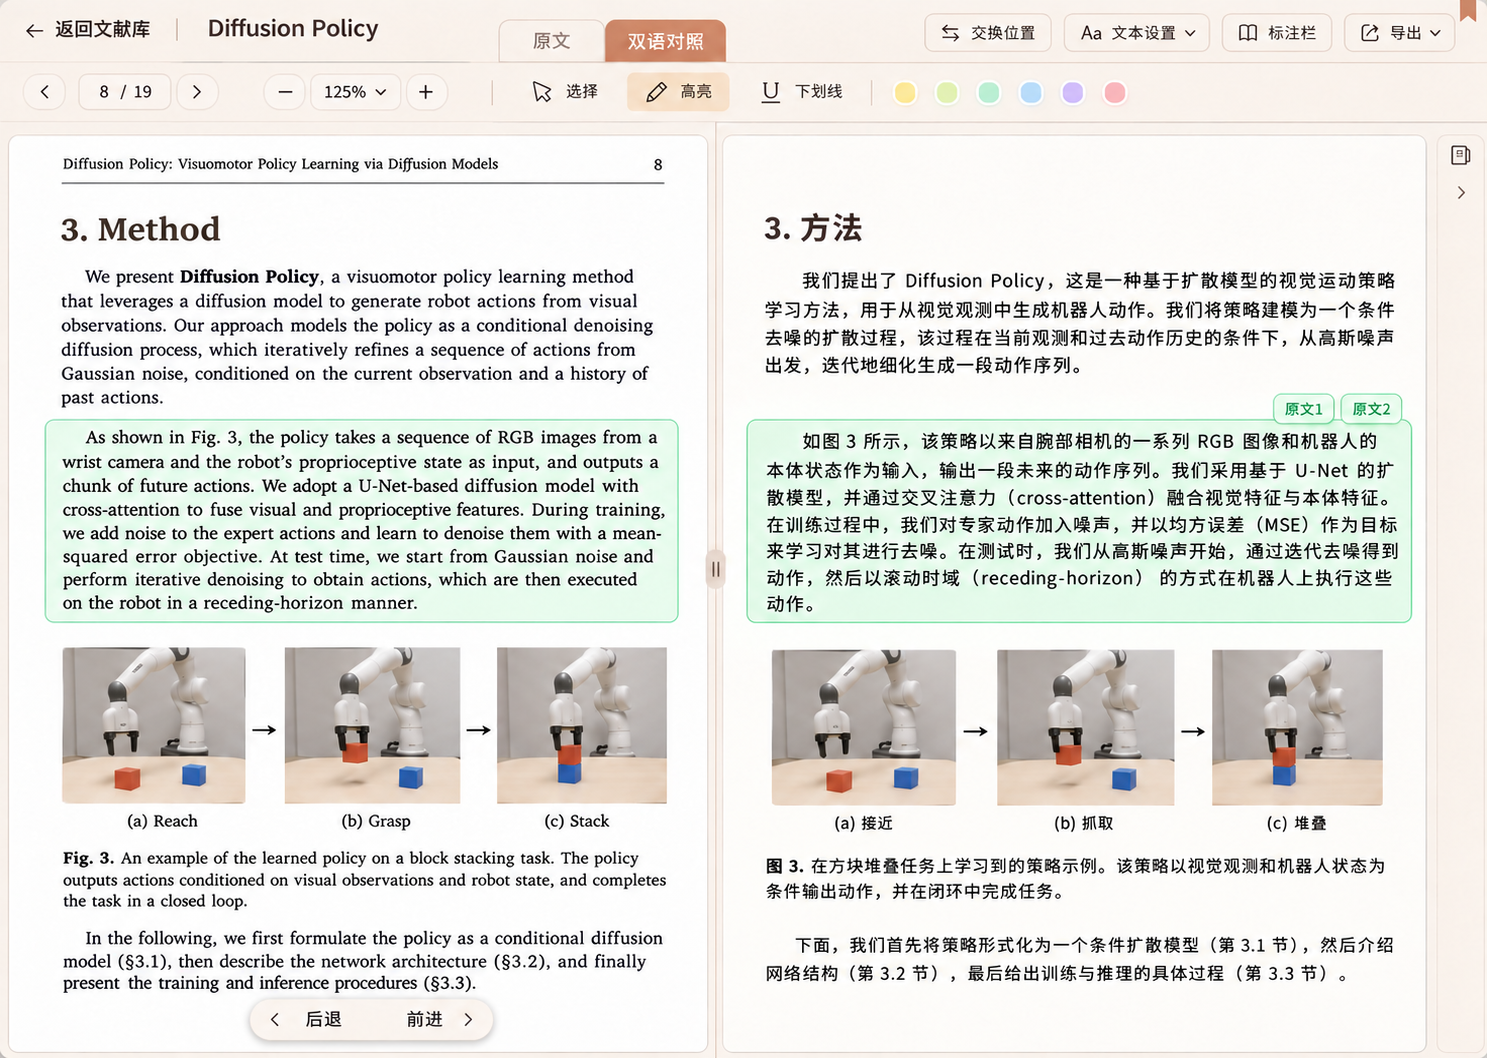 返回文献库
Diffusion Policy
原文
双语对照
交换位置
Aa 文本设置
标注栏
导出
8 / 19
125%
选择
高亮
U 下划线
Diffusion Policy: Visuomotor Policy Learning via Diffusion Models 8
3. Method
We present Diffusion Policy, a visuomotor policy learning method
that leverages a diffusion model to generate robot actions from visual
observations. Our approach models the policy as a conditional denoising
diffusion process, which iteratively refines a sequence of actions from
Gaussian noise, conditioned on the current observation and a history of
past actions.
As shown in Fig. 3, the policy takes a sequence of RGB images from a
wrist camera and the robot's proprioceptive state as input, and outputs a
chunk of future actions. We adopt a U-Net-based diffusion model with
cross-attention to fuse visual and proprioceptive features. During training,
we add noise to the expert actions and learn to denoise them with a mean-
squared error objective. At test time, we start from Gaussian noise and
perform iterative denoising to obtain actions, which are then executed
on the robot in a receding-horizon manner.
(a) Reach
(b) Grasp
(c) Stack
Fig. 3. An example of the learned policy on a block stacking task. The policy
outputs actions conditioned on visual observations and robot state, and completes
the task in a closed loop.
In the following, we first formulate the policy as a conditional diffusion
model (§3.1), then describe the network architecture (§3.2), and finally
present the training and inference procedures (§3.3).
后退
前进
3. 方法
我们提出了 Diffusion Policy，这是一种基于扩散模型的视觉运动策略
学习方法，用于从视觉观测中生成机器人动作。我们将策略建模为一个条件
去噪的扩散过程，该过程在当前观测和过去动作历史的条件下，从高斯噪声
出发，迭代地细化生成一段动作序列。
原文1
原文2
如图 3 所示，该策略以来自腕部相机的一系列 RGB 图像和机器人的
本体状态作为输入，输出一段未来的动作序列。我们采用基于 U-Net 的扩
散模型，并通过交叉注意力（cross-attention）融合视觉特征与本体特征。
在训练过程中，我们对专家动作加入噪声，并以均方误差（MSE）作为目标
来学习对其进行去噪。在测试时，我们从高斯噪声开始，通过迭代去噪得到
动作，然后以滚动时域（receding-horizon） 的方式在机器人上执行这些
动作。
(a) 接近
(b) 抓取
(c) 堆叠
图 3. 在方块堆叠任务上学习到的策略示例。该策略以视觉观测和机器人状态为
条件输出动作，并在闭环中完成任务。
下面，我们首先将策略形式化为一个条件扩散模型（第 3.1 节），然后介绍
网络结构（第 3.2 节），最后给出训练与推理的具体过程（第 3.3 节）。